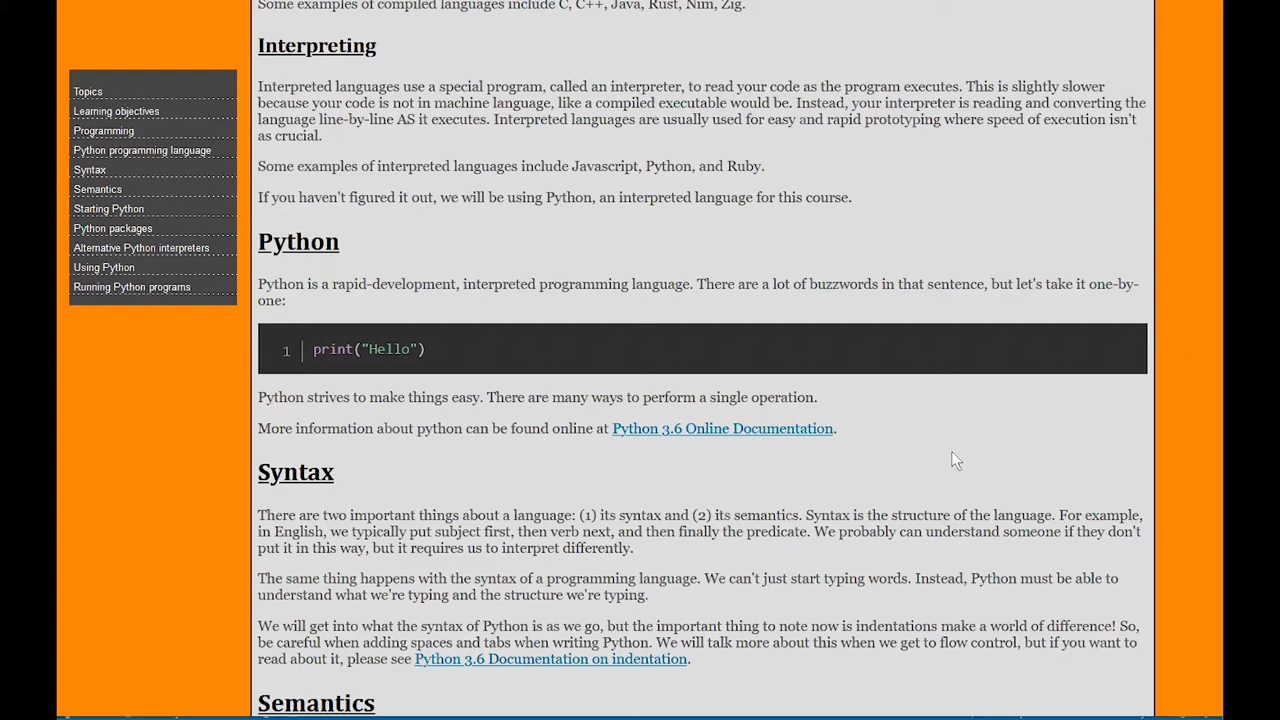 Some examples of compiled languages include C, C++, Java, Rust, Nim, Zig.
Interpreting
Topics
Learning objectives
Programming
Python programming language
Syntax
Semantics
Starting Python
Python packages
Alternative Python interpreters
Using Python
Running Python programs
Interpreted languages use a special program, called an interpreter, to read your code as the program executes. This is slightly slower
because your code is not in machine language, like a compiled executable would be. Instead, your interpreter is reading and converting the
language line-by-line AS it executes. Interpreted languages are usually used for easy and rapid prototyping where speed of execution isn't
as crucial.
Some examples of interpreted languages include Javascript, Python, and Ruby.
If you haven't figured it out, we will be using Python, an interpreted language for this course.
Python
Python is a rapid-development, interpreted programming language. There are a lot of buzzwords in that sentence, but let's take it one-by-
one:
1 print("Hello")
Python strives to make things easy. There are many ways to perform a single operation.
More information about python can be found online at Python 3.6 Online Documentation.
Syntax
There are two important things about a language: (1) its syntax and (2) its semantics. Syntax is the structure of the language. For example,
in English, we typically put subject first, then verb next, and then finally the predicate. We probably can understand someone if they don't
put it in this way, but it requires us to interpret differently.
The same thing happens with the syntax of a programming language. We can't just start typing words. Instead, Python must be able to
understand what we're typing and the structure we're typing.
We will get into what the syntax of Python is as we go, but the important thing to note now is indentations make a world of difference! So,
be careful when adding spaces and tabs when writing Python. We will talk more about this when we get to flow control, but if you want to
read about it, please see Python 3.6 Documentation on indentation.
Semantics